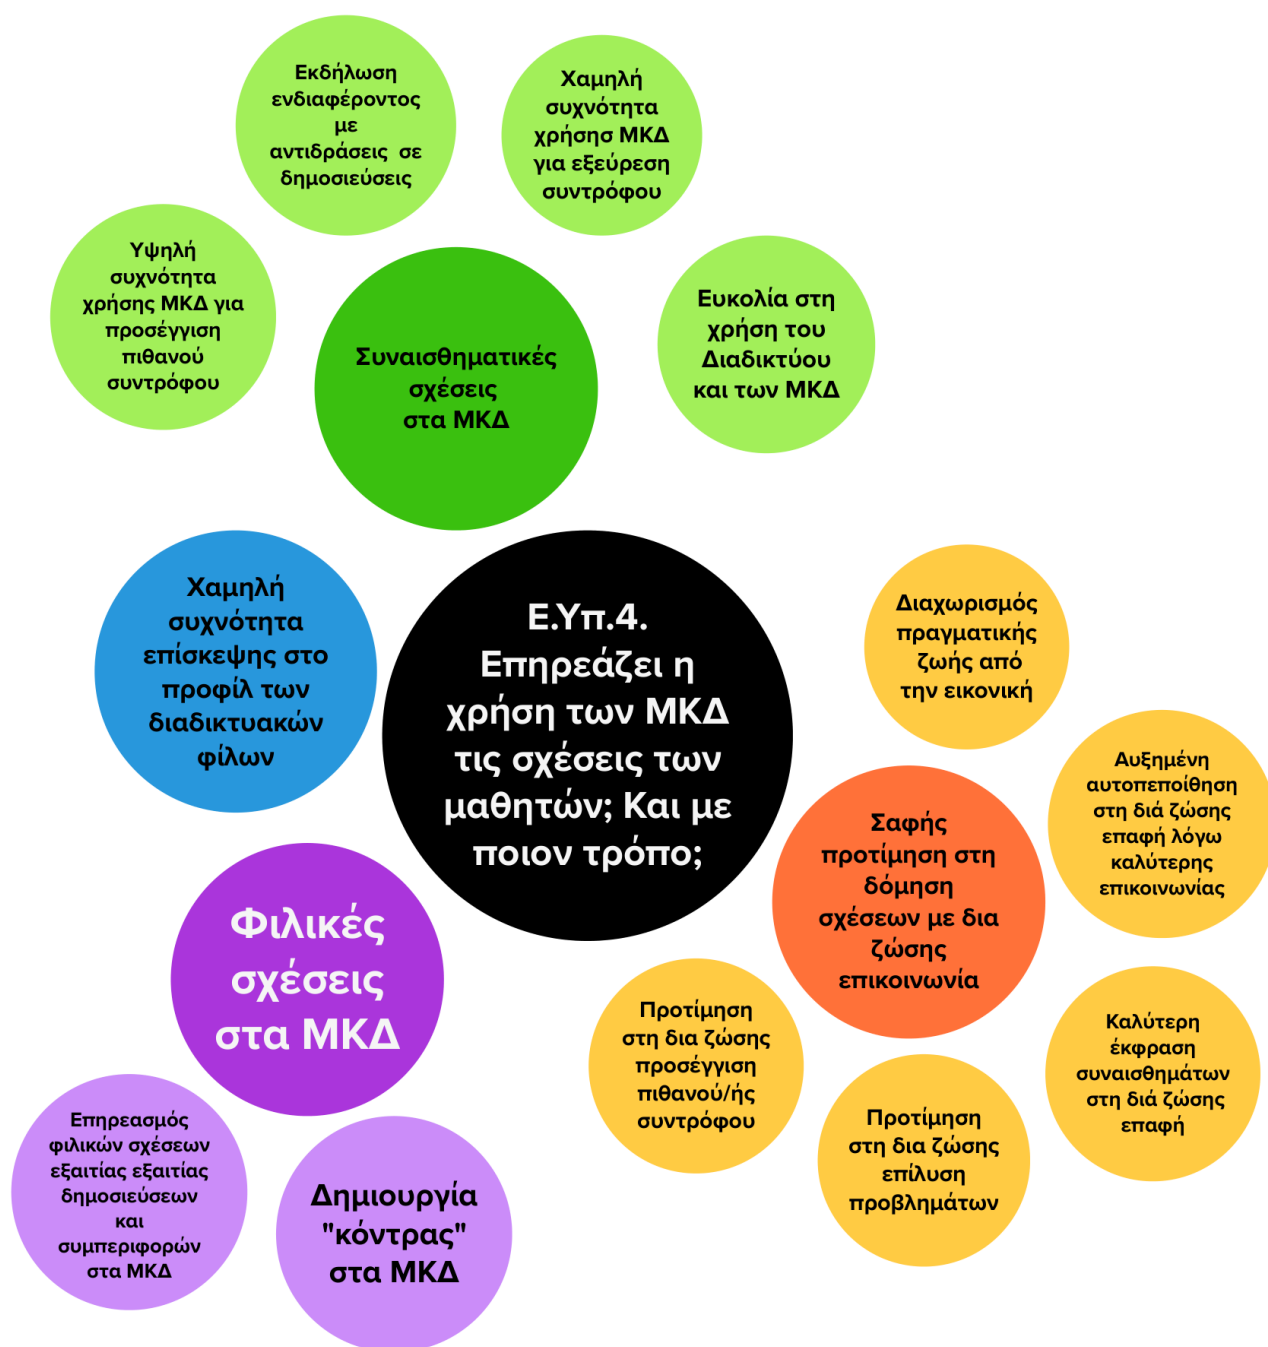 Εκδήλωση
ενδιαφέροντος
με
αντιδράσεις σε
δημοσιεύσεις
Χαμηλή
συχνότητα
χρήσησ ΜΚΔ
για εξεύρεση
συντρόφου
Υψηλή
συχνότητα
χρήσης ΜΚΔ για
προσέγγιση
πιθανού
συντρόφου
Συναισθηματικές
σχέσεις
στα ΜΚΔ
Ευκολία στη
χρήση του
Διαδικτύου
και των ΜΚΔ
Χαμηλή
συχνότητα
επίσκεψης στο
προφίλ των
διαδικτυακών
φίλων
Ε.Υπ.4.
Επηρεάζει η
χρήση των ΜΚΔ
τις σχέσεις των
μαθητών; Και με
ποιον τρόπο;
Διαχωρισμός
πραγματικής
ζωής από
την εικονική
Αυξημένη
αυτοπεποίθηση
στη διά ζώσης
επαφή λόγω
καλύτερης
επικοινωνίας
Σαφής
προτίμηση στη
δόμηση
σχέσεων με δια
ζώσης
επικοινωνία
Φιλικές
σχέσεις
στα ΜΚΔ
Προτίμηση
στη δια ζώσης
προσέγγιση
πιθανού/ής
συντρόφου
Καλύτερη
έκφραση
συναισθημάτων
στη διά ζώσης
επαφή
Προτίμηση
στη δια ζώσης
επίλυση
προβλημάτων
Επηρεασμός
φιλικών σχέσεων
εξαιτίας εξαιτίας
δημοσιεύσεων
και
συμπεριφορών
στα ΜΚΔ
Δημιουργία
"κόντρας"
στα ΜΚΔ